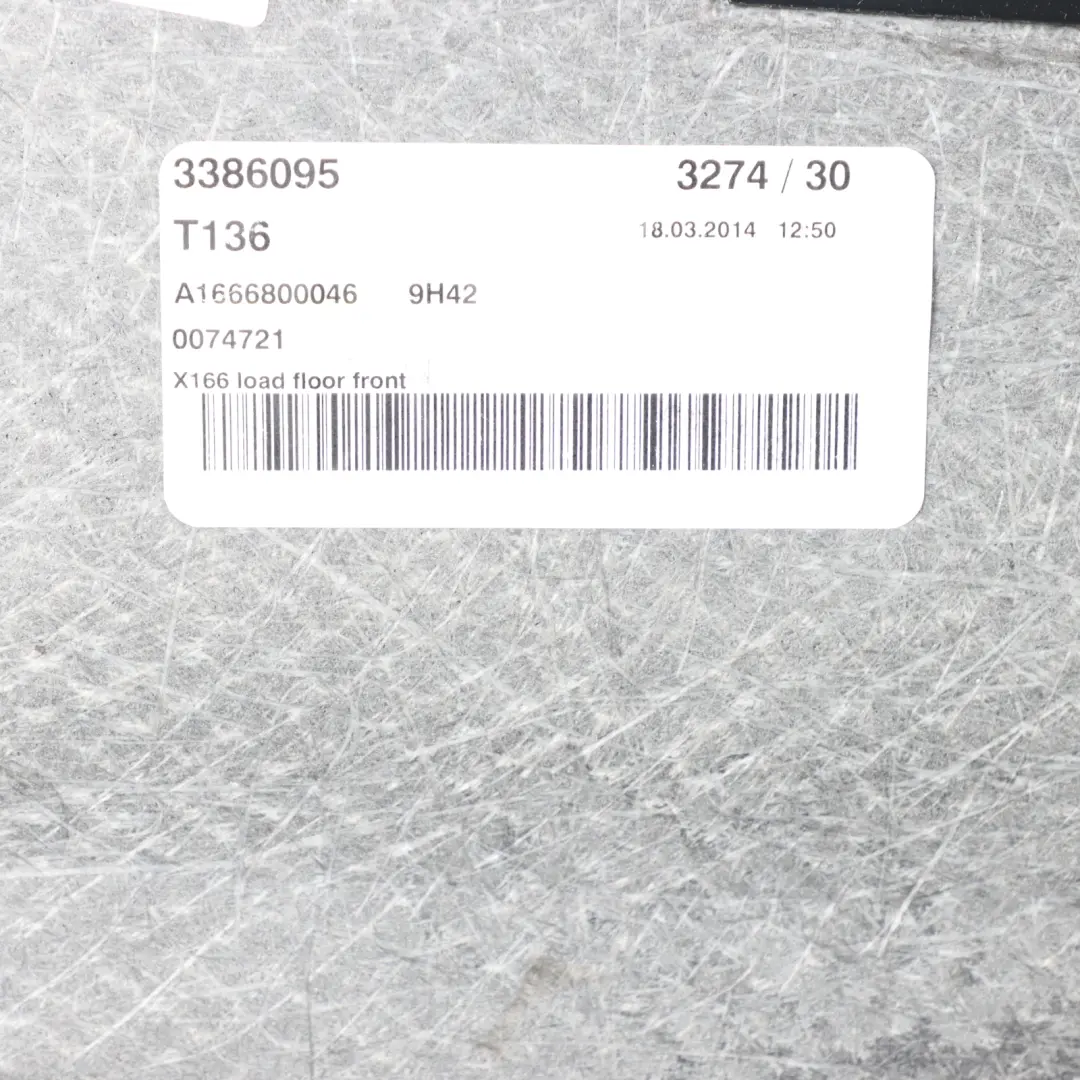 3386095 3274 / 30
T136 18.03.2014 12:50
A1666800046 9H42
0074721
X166 load floor front